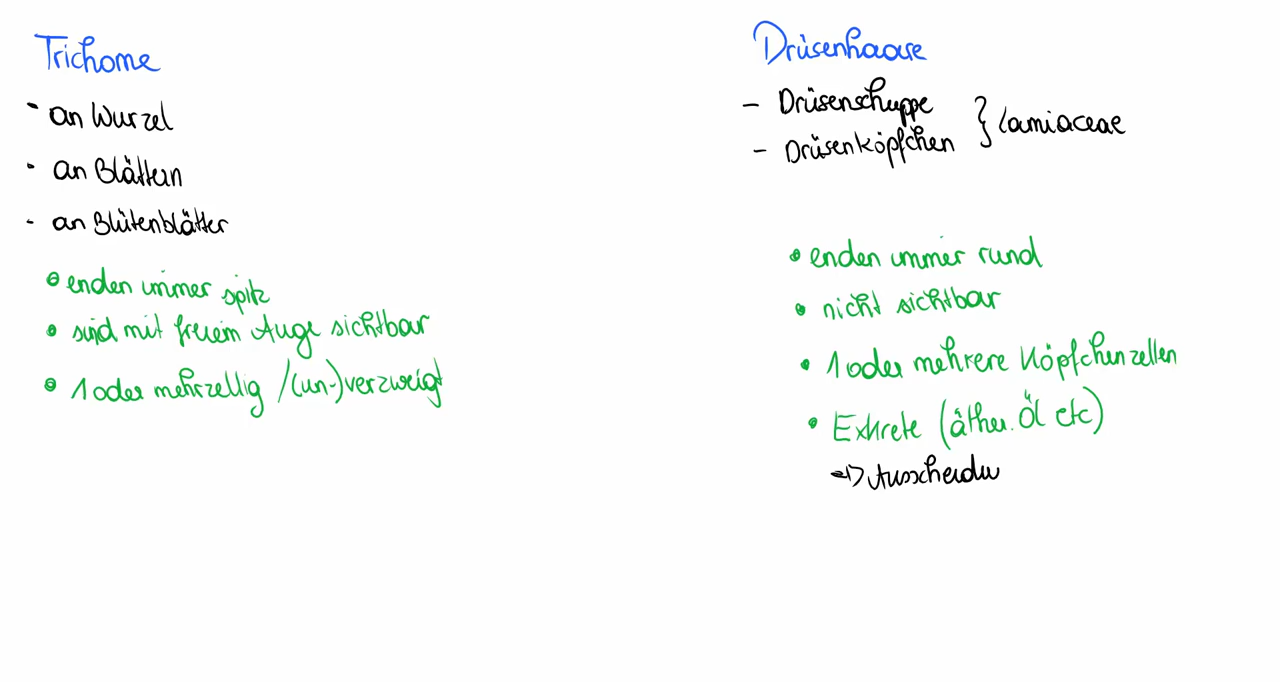 Trichome
- an Wurzel
- an Blättern
- an Blütenblätter
• enden immer spitz
• sind mit freiem Auge sichtbar
• 1 oder mehrzellig /(un-)verzweigt
Drüsenhaare
- Drüsenschuppe
- Drüsenköpfchen } Lamiaceae
• enden immer rund
• nicht sichtbar
• 1 oder mehrere Köpfchenzellen
• Exkrete (äther. Öl etc)
=> Ausscheiden